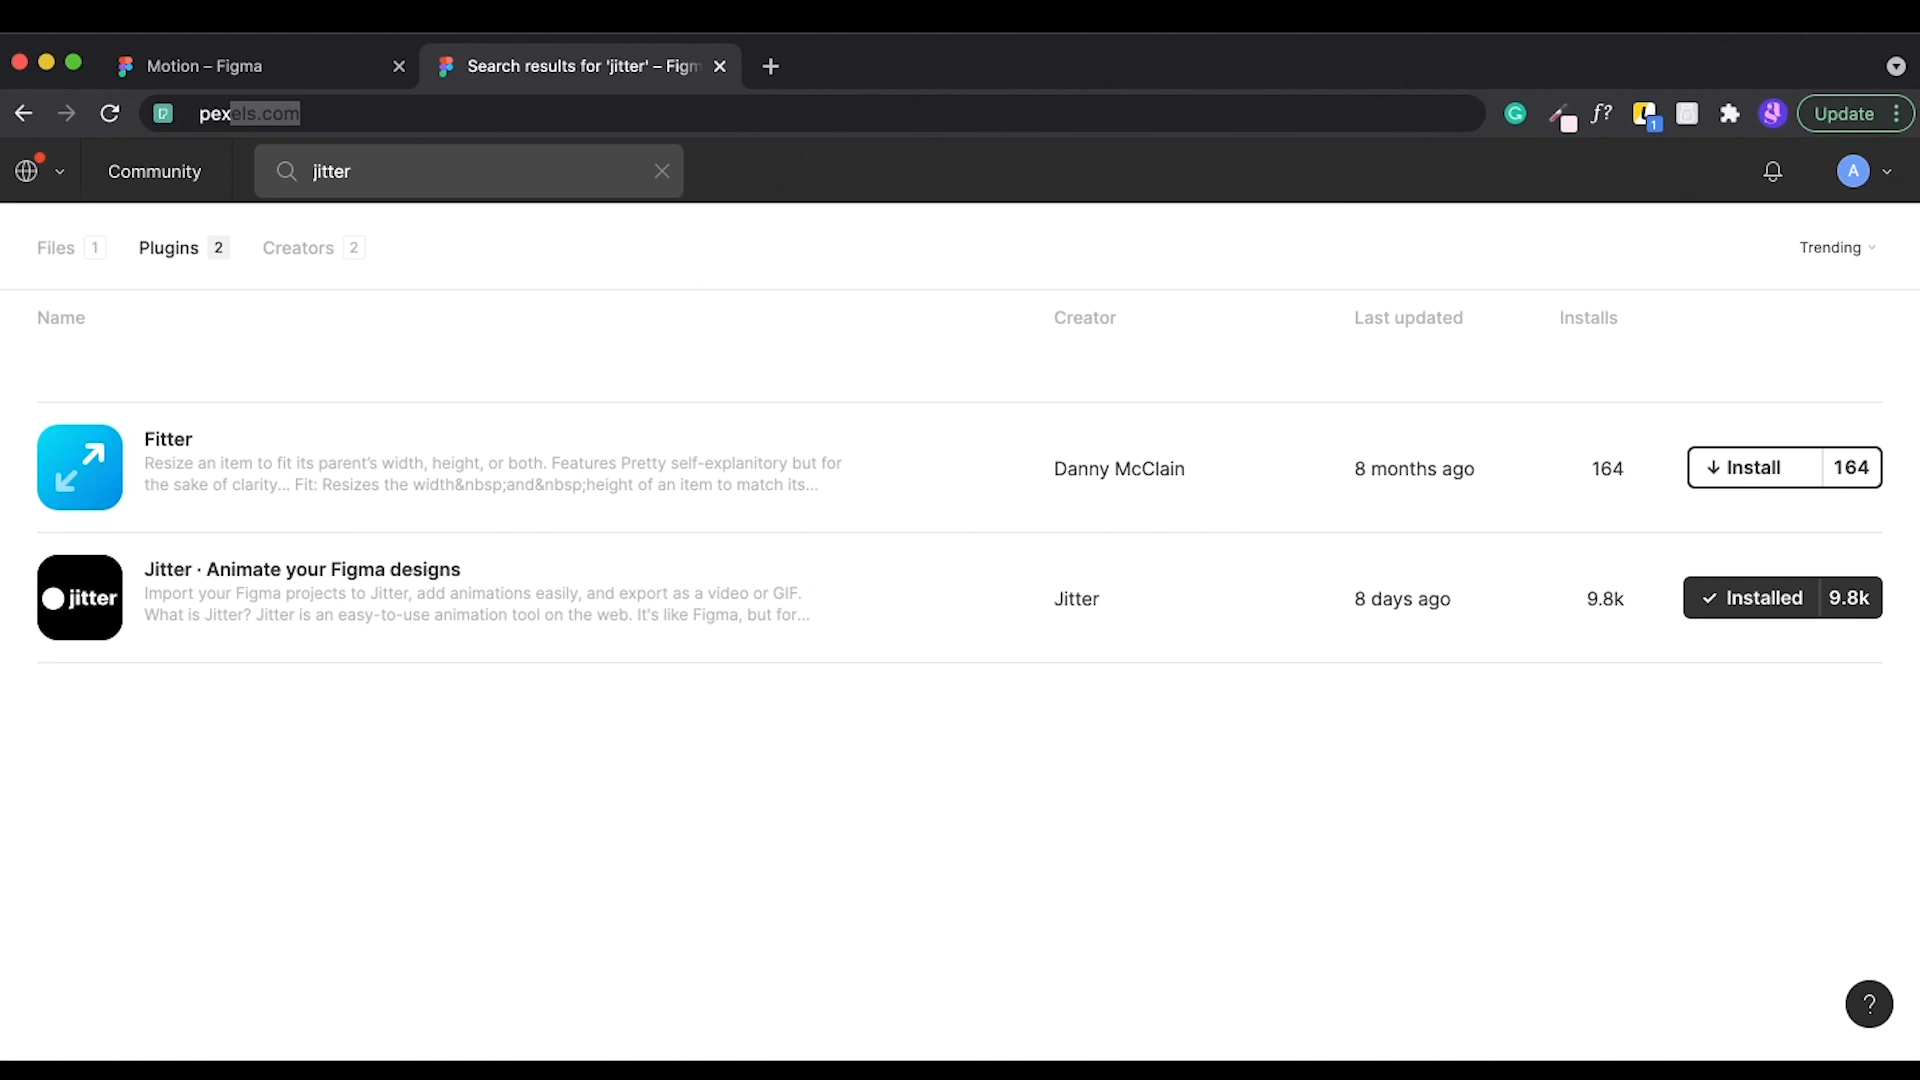 Motion – Figma
Search results for 'jitter' – Figm
pexels.com
1
Update
Community
jitter
A
Files 1
Plugins 2
Creators 2
Trending
Name
Creator
Last updated
Installs
Fitter
Resize an item to fit its parent's width, height, or both. Features Pretty self-explanitory but for
the sake of clarity... Fit: Resizes the width&nbsp;and&nbsp;height of an item to match its...
Danny McClain
8 months ago
164
Install 164
jitter
Jitter · Animate your Figma designs
Import your Figma projects to Jitter, add animations easily, and export as a video or GIF.
What is Jitter? Jitter is an easy-to-use animation tool on the web. It's like Figma, but for...
Jitter
8 days ago
9.8k
Installed 9.8k
?